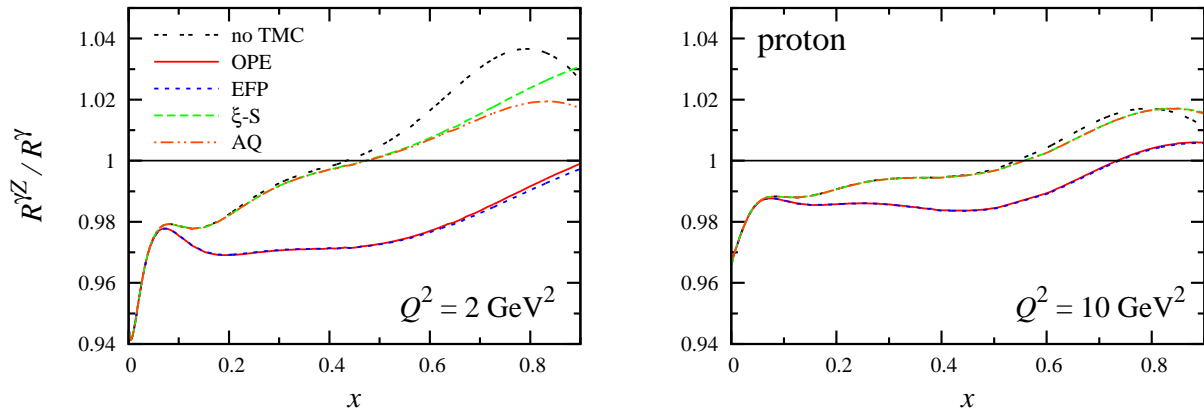 1.04
1.02
1
0.98
0.96
0.94
R^γZ / R^γ
no TMC
OPE
EFP
ξ-S
AQ
Q² = 2 GeV²
0
0.2
0.4
0.6
0.8
x
1.04
1.02
1
0.98
0.96
0.94
proton
Q² = 10 GeV²
0
0.2
0.4
0.6
0.8
x